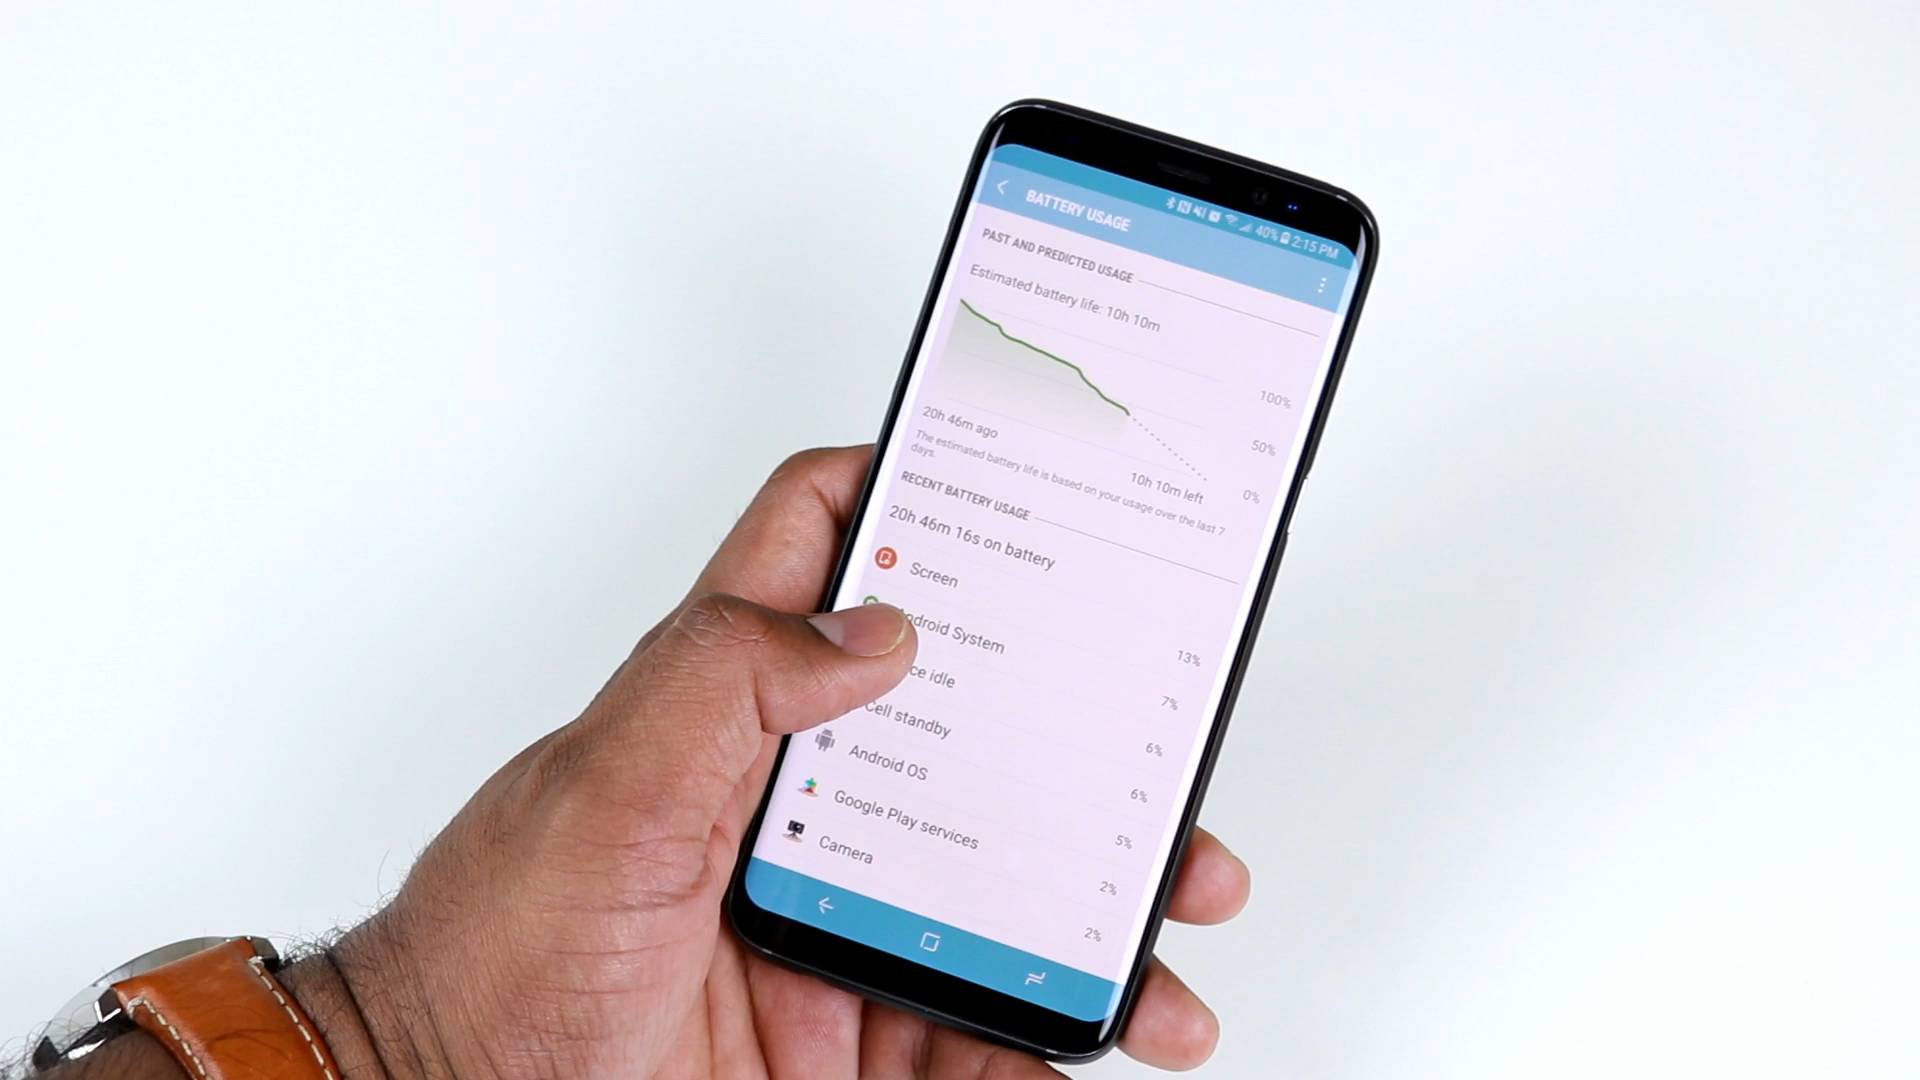 40% 2:15 PM
BATTERY USAGE
PAST AND PREDICTED USAGE
Estimated battery life: 10h 10m
100%
50%
0%
20h 46m ago
10h 10m left
The estimated battery life is based on your usage over the last 7
days.
RECENT BATTERY USAGE
20h 46m 16s on battery
Screen
13%
ndroid System
7%
ce idle
6%
Cell standby
6%
Android OS
5%
Google Play services
2%
Camera
2%